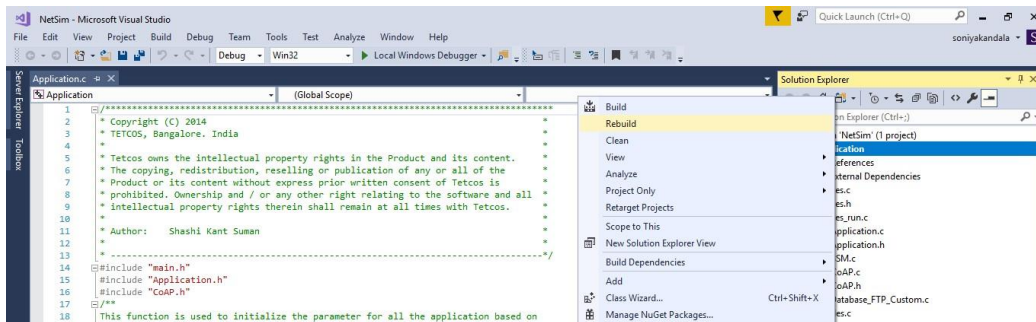 NetSim - Microsoft Visual Studio
Quick Launch (Ctrl+Q)
File Edit View Project Build Debug Team Tools Test Analyze Window Help
soniyakandala
Debug Win32 Local Windows Debugger
Server Explorer
Toolbox
Application.c
Solution Explorer
Application (Global Scope)
1 /*******************************************************************************
2 * Copyright (C) 2014 *
3 * TETCOS, Bangalore. India *
4 * *
5 * Tetcos owns the intellectual property rights in the Product and its content. *
6 * The copying, redistribution, reselling or publication of any or all of the *
7 * Product or its content without express prior written consent of Tetcos is *
8 * prohibited. Ownership and / or any other right relating to the software and all *
9 * intellectual property rights therein shall remain at all times with Tetcos. *
10 * *
11 * Author: Shashi Kant Suman *
12 * *
13 * ---------------------------------------------------------------------------------*/
14 #include "main.h"
15 #include "Application.h"
16 #include "CoAP.h"
17 /**
18 This function is used to initialize the parameter for all the application based on
Build
Rebuild
Clean
View
Analyze
Project Only
Retarget Projects
Scope to This
New Solution Explorer View
Build Dependencies
Add
Class Wizard... Ctrl+Shift+X
Manage NuGet Packages...
Explorer (Ctrl+;)
'NetSim' (1 project)
ication
eferences
xternal Dependencies
es.c
es.h
es_run.c
pplication.c
pplication.h
SM.c
oAP.c
oAP.h
atabase_FTP_Custom.c
es.c